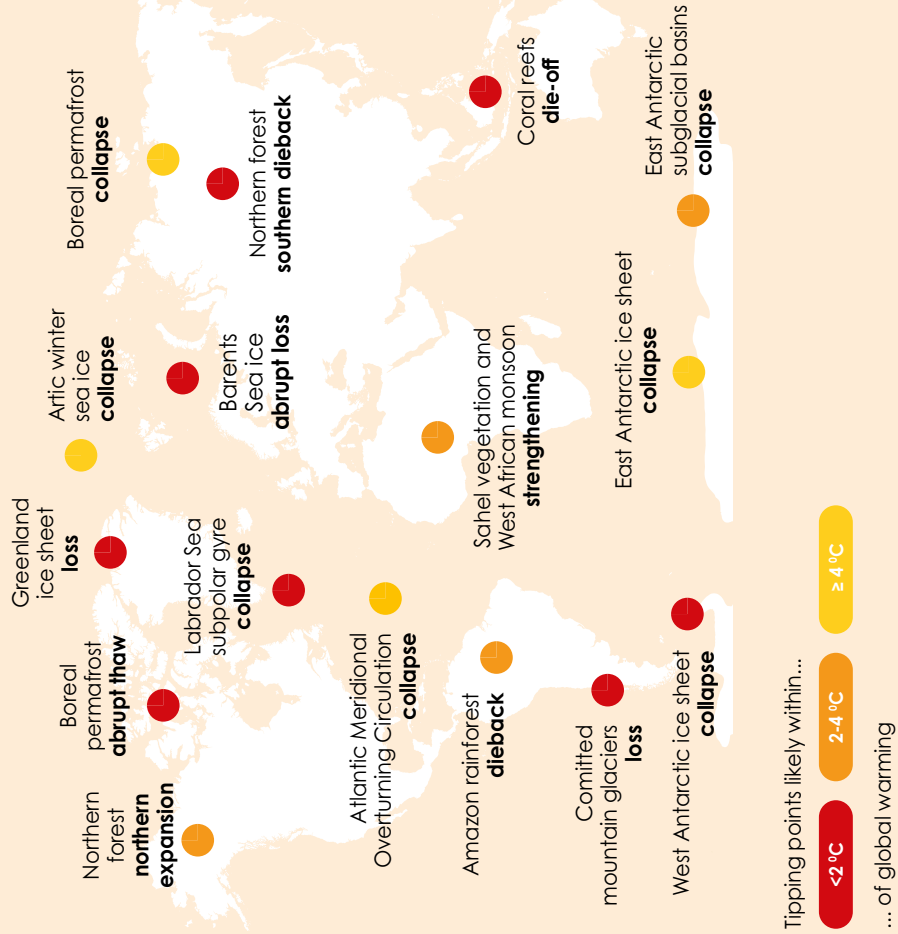 Northern
forest
northern
expansion
Boreal
permafrost
abrupt thaw
Greenland
ice sheet
loss
Artic winter
sea ice
collapse
Boreal permafrost
collapse
Labrador Sea
subpolar gyre
collapse
Barents
Sea ice
abrupt loss
Northern forest
southern dieback
Atlantic Meridional
Overturning Circulation
collapse
Amazon rainforest
dieback
Sahel vegetation and
West African monsoon
strengthening
Coral reefs
die-off
Comitted
mountain glaciers
loss
West Antarctic ice sheet
collapse
East Antarctic ice sheet
collapse
East Antarctic
subglacial basins
collapse
Tipping points likely within...
<2 ⁰C
2-4 ⁰C
≥ 4 ⁰C
... of global warming